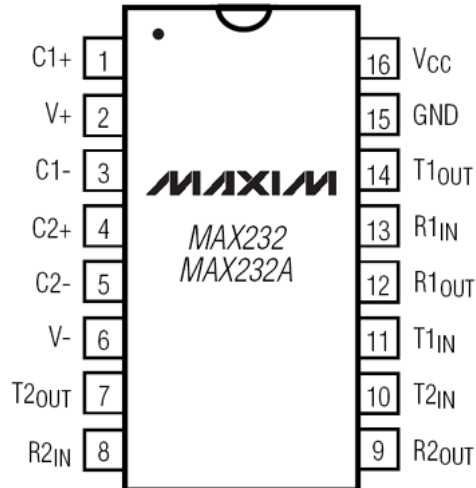 C1+ 1
V+ 2
C1- 3
C2+ 4
C2- 5
V- 6
T2OUT 7
R2IN 8
MAXIM
MAX232
MAX232A
16 VCC
15 GND
14 T1OUT
13 R1IN
12 R1OUT
11 T1IN
10 T2IN
9 R2OUT